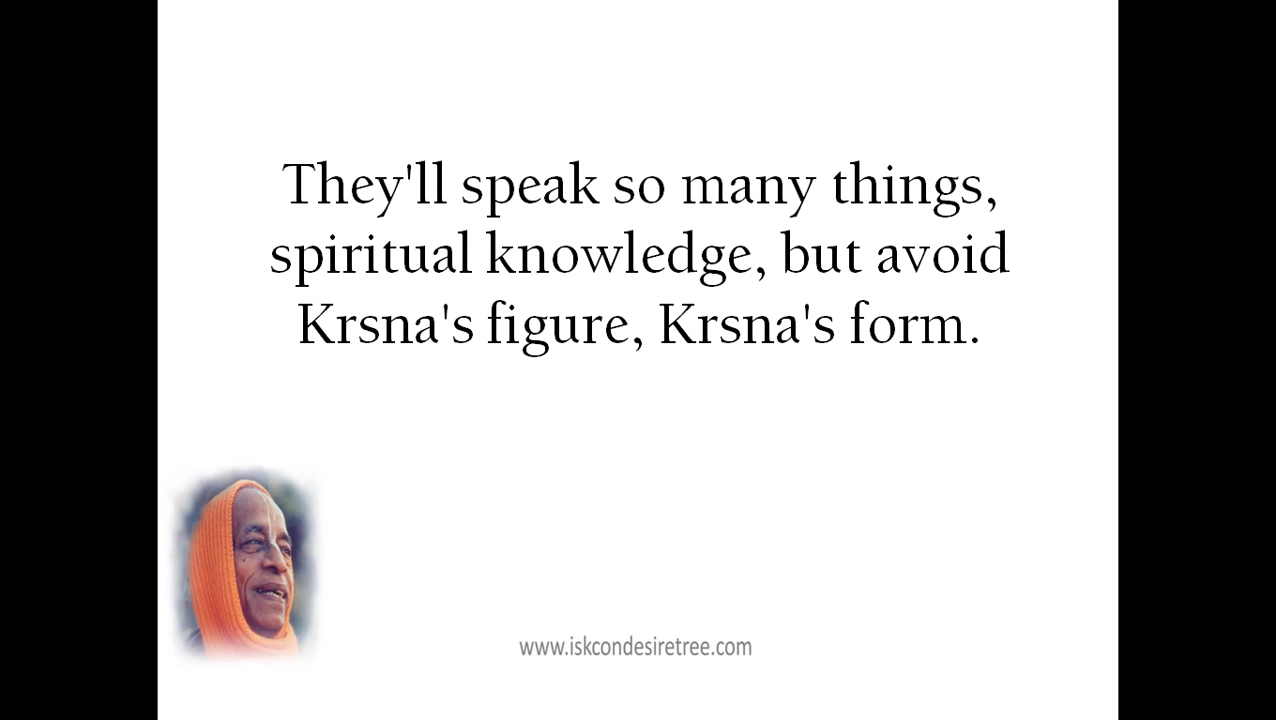 They'll speak so many things,
spiritual knowledge, but avoid
Krsna's figure, Krsna's form.
www.iskcondesiretree.com